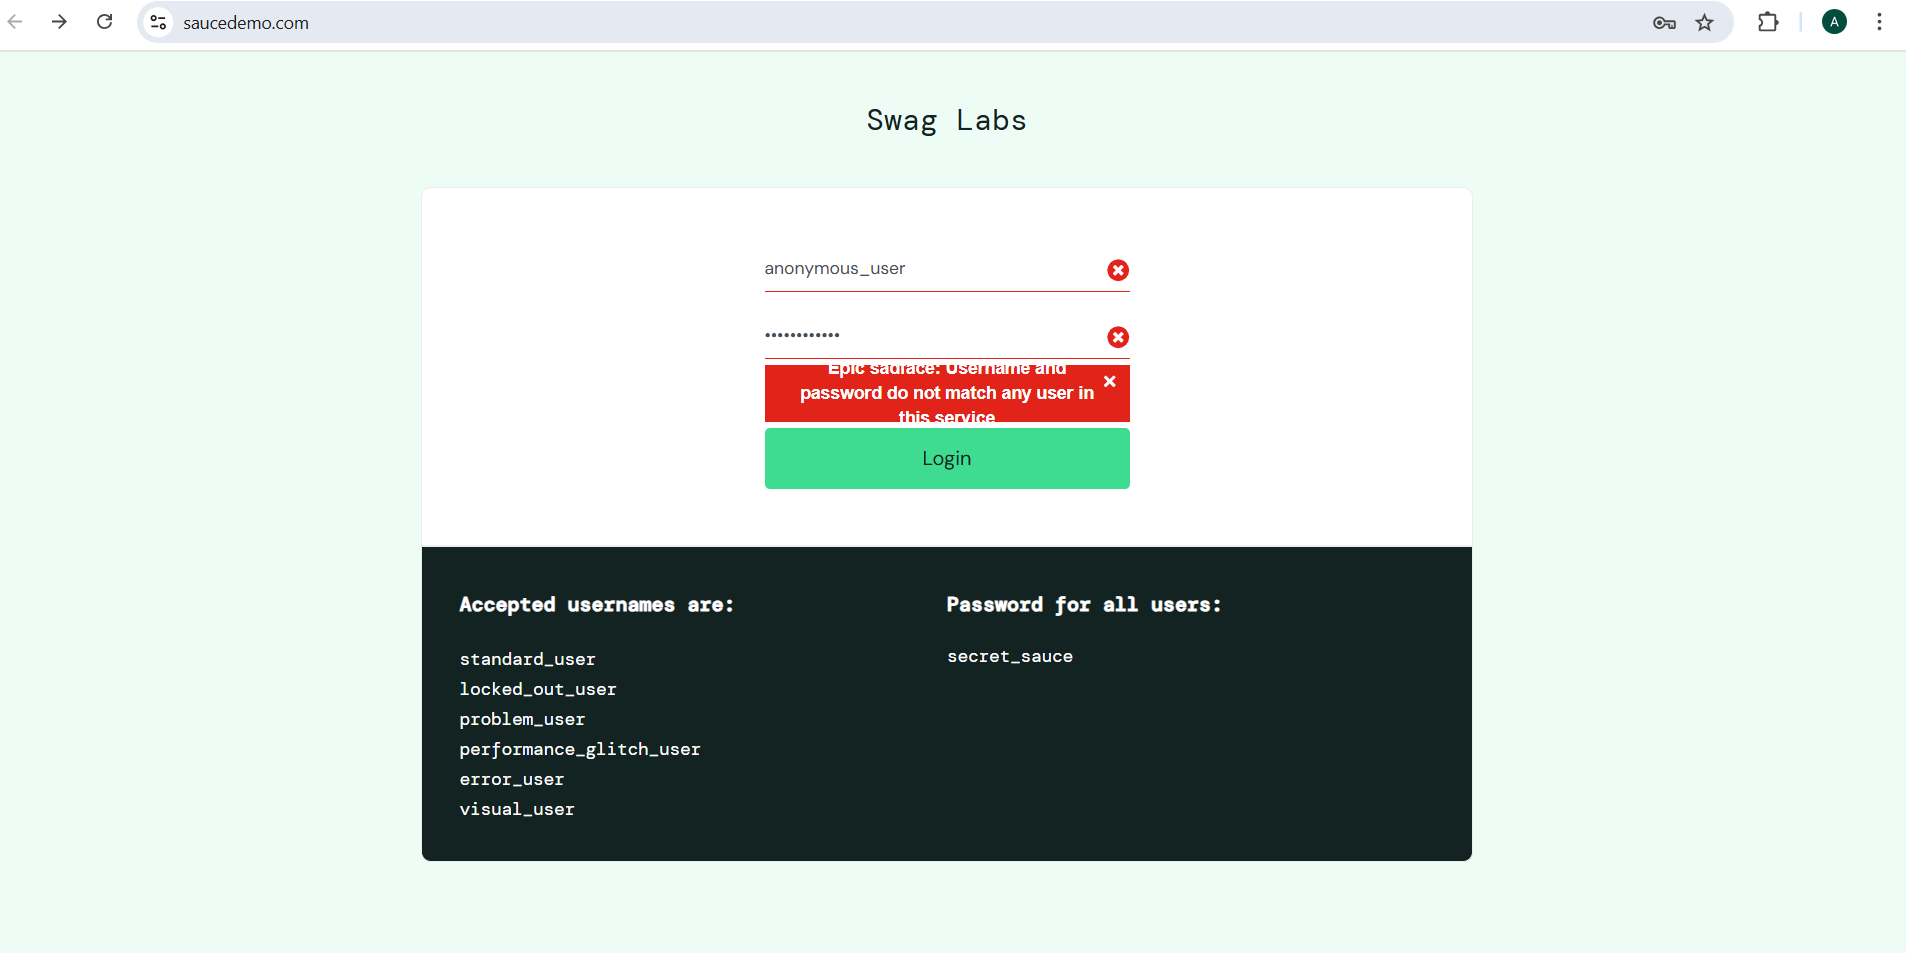 saucedemo.com
A
Swag Labs
anonymous_user
••••••••••••
Epic sadface: Username and
password do not match any user in
this service
Login
Accepted usernames are:
standard_user
locked_out_user
problem_user
performance_glitch_user
error_user
visual_user
Password for all users:
secret_sauce